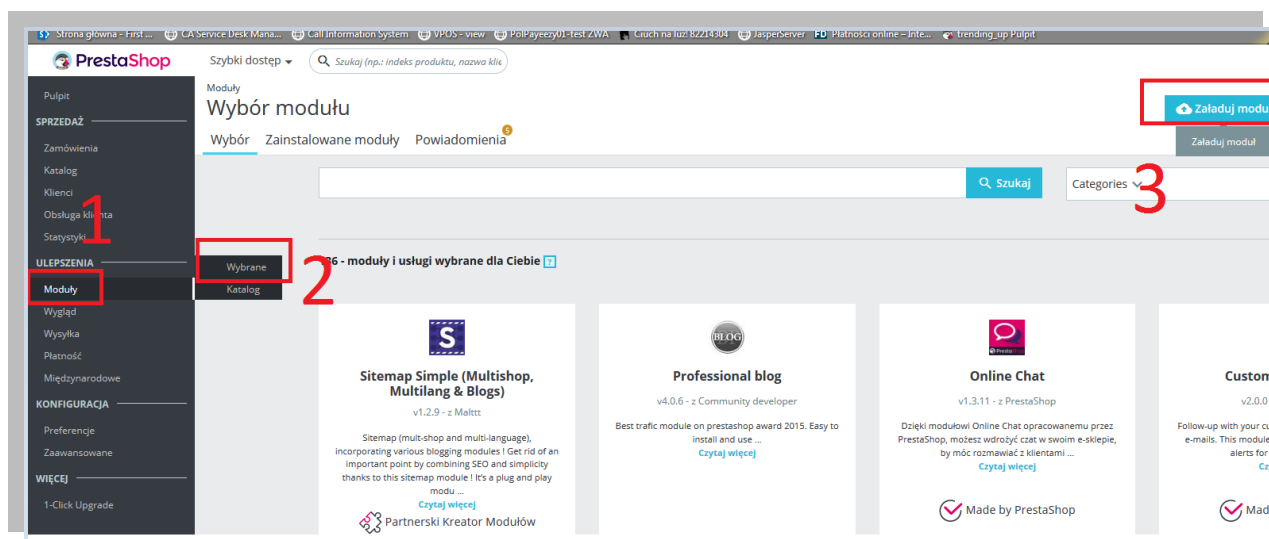 Strona główna - First ... CA Service Desk Mana... Call Information System VPOS - view PolPayeezy01-test ZWA Ciuch na luz! 82214304 JasperServer FD Płatności online – Inte... trending_up Pulpit
PrestaShop Szybki dostęp Szukaj (np.: indeks produktu, nazwa klie
Pulpit
SPRZEDAŻ
Zamówienia
Katalog
Klienci
Obsługa klienta
Statystyki
ULEPSZENIA
Moduły
Wygląd
Wysyłka
Płatność
Międzynarodowe
KONFIGURACJA
Preferencje
Zaawansowane
WIĘCEJ
1-Click Upgrade
1
Wybrane
Katalog
2
Moduły
Wybór modułu
Załaduj modu
Załaduj moduł
3
Wybór Zainstalowane moduły Powiadomienia 5
Szukaj Categories
86 - moduły i usługi wybrane dla Ciebie ?
S
Sitemap Simple (Multishop,
Multilang & Blogs)
v1.2.9 - z Malttt
Sitemap (mult-shop and multi-language),
incorporating various blogging modules ! Get rid of an
important point by combining SEO and simplicity
thanks to this sitemap module ! It's a plug and play
modu ...
Czytaj więcej
Partnerski Kreator Modułów
BLOG
Professional blog
v4.0.6 - z Community developer
Best trafic module on prestashop award 2015. Easy to
install and use ...
Czytaj więcej
Online Chat
v1.3.11 - z PrestaShop
Dzięki modułowi Online Chat opracowanemu przez
PrestaShop, możesz wdrożyć czat w swoim e-sklepie,
by móc rozmawiać z klientami ...
Czytaj więcej
Made by PrestaShop
Custom
v2.0.0
Follow-up with your cu
e-mails. This module
alerts for
Cz
Mad